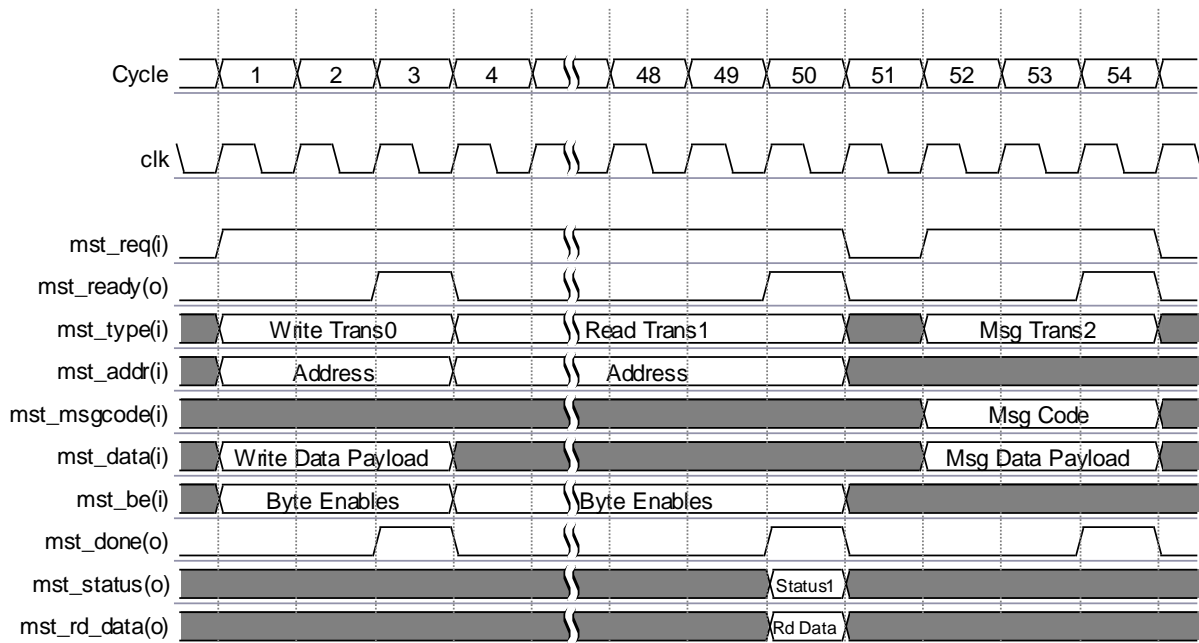 Cycle 1 2 3 4 48 49 50 51 52 53 54
clk
mst_req(i)
mst_ready(o)
mst_type(i) Write Trans0 Read Trans1 Msg Trans2
mst_addr(i) Address Address
mst_msgcode(i) Msg Code
mst_data(i) Write Data Payload Msg Data Payload
mst_be(i) Byte Enables Byte Enables
mst_done(o)
mst_status(o) Status1
mst_rd_data(o) Rd Data